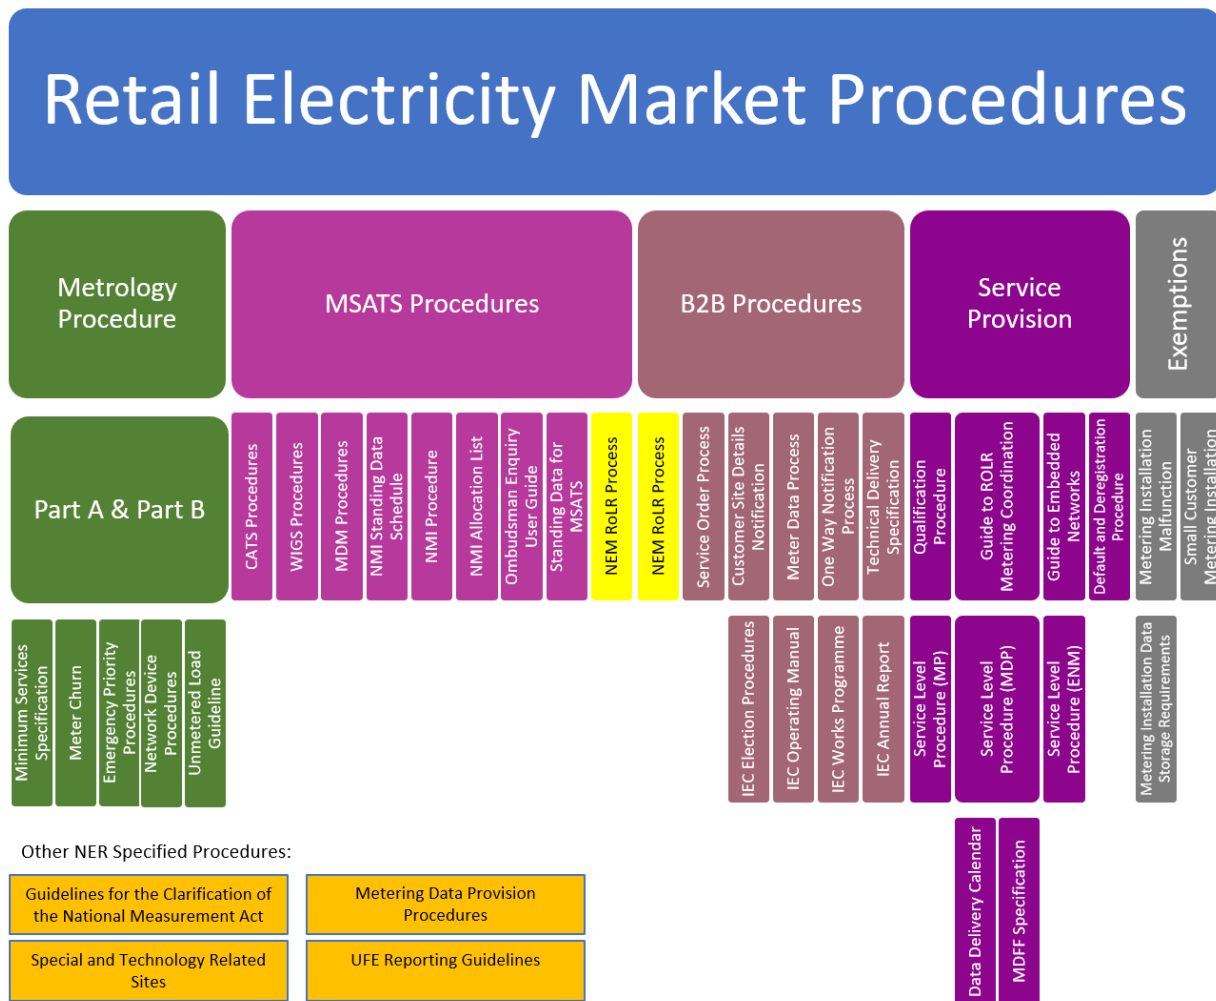 Retail Electricity Market Procedures
Metrology
Procedure
MSATS Procedures
B2B Procedures
Service
Provision
Exemptions
Part A & Part B
CATS Procedures
WIGS Procedures
MDM Procedures
NMI Standing Data
Schedule
NMI Procedure
NMI Allocation List
Ombudsman Enquiry
User Guide
Standing Data for
MSATS
NEM RoLR Process
NEM RoLR Process
Service Order Process
Customer Site Details
Notification
Meter Data Process
One Way Notification
Process
Technical Delivery
Specification
Qualification
Procedure
Guide to ROLR
Metering Coordination
Guide to Embedded
Networks
Default and Deregistration
Procedure
Metering Installation
Malfunction
Small Customer
Metering Installation
Minimum Services
Specification
Meter Churn
Emergency Priority
Procedures
Network Device
Procedures
Unmetered Load
Guideline
IEC Election Procedures
IEC Operating Manual
IEC Works Programme
IEC Annual Report
Service Level
Procedure (MP)
Service Level
Procedure (MDP)
Service Level
Procedure (ENM)
Metering Installation Data
Storage Requirements
Data Delivery Calendar
MDFF Specification
Other NER Specified Procedures:
Guidelines for the Clarification of
the National Measurement Act
Metering Data Provision
Procedures
Special and Technology Related
Sites
UFE Reporting Guidelines